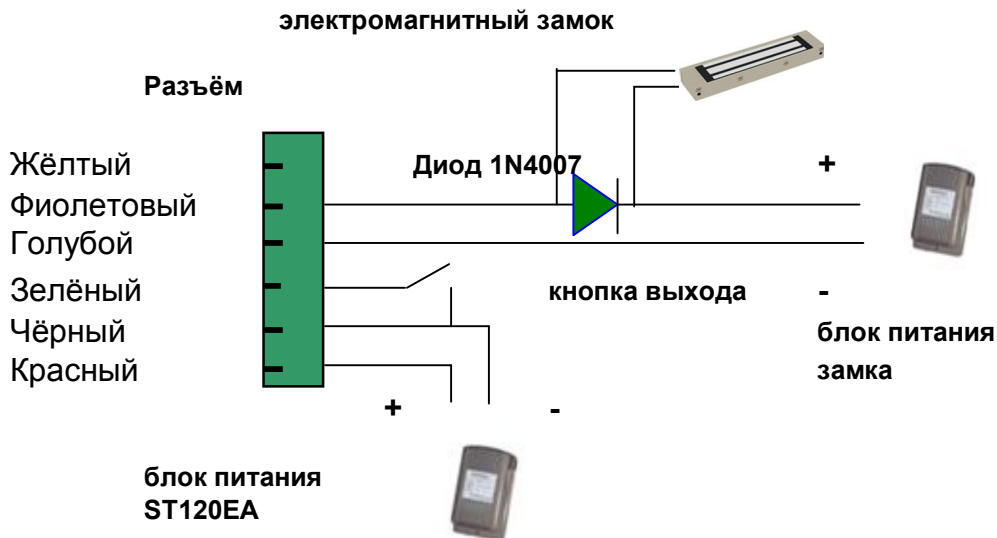 электромагнитный замок
Разъём
Жёлтый
Диод 1N4007
+
Фиолетовый
Голубой
Зелёный
кнопка выхода
-
Чёрный
блок питания
замка
Красный
+
-
блок питания
ST120EA